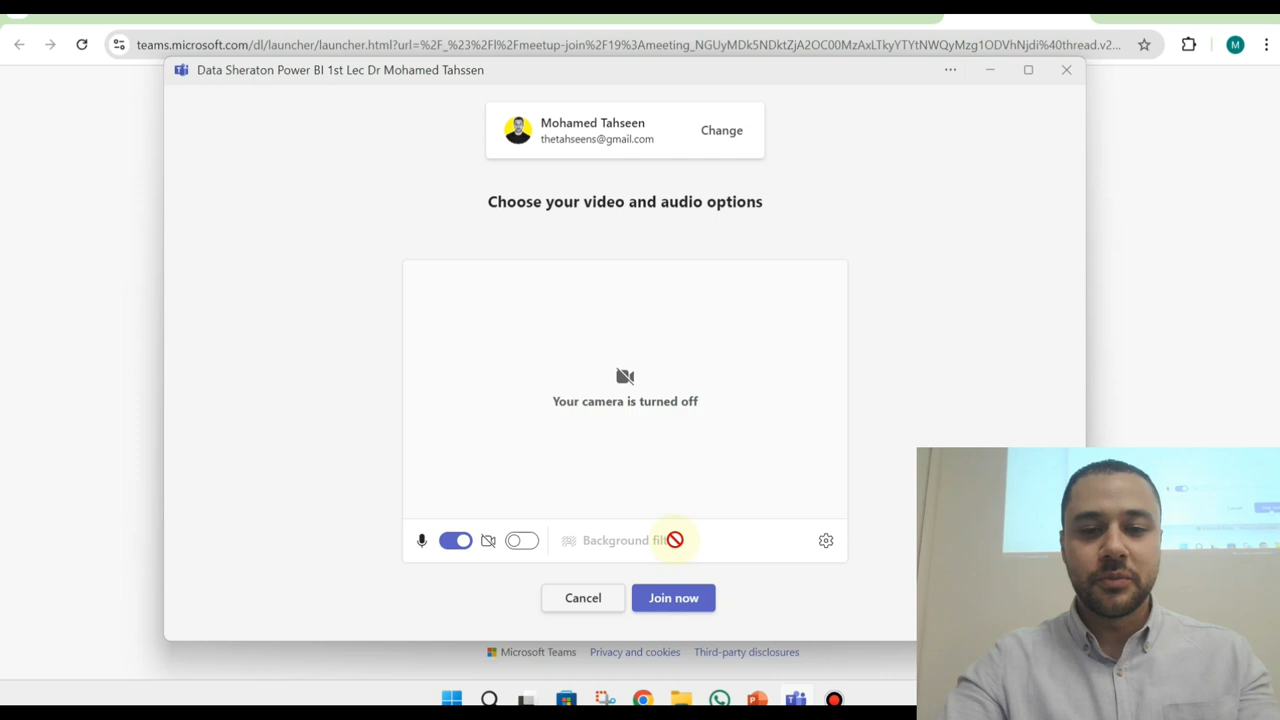 teams.microsoft.com/dl/launcher/launcher.html?url=%2F_%23%2Fl%2Fmeetup-join%2F19%3Ameeting_NGUyMDk5NDktZjA2OC00MzAxLTkyYTYtNWQyMzg1ODVhNjdi%40thread.v2...
M
Data Sheraton Power BI 1st Lec Dr Mohamed Tahssen
Mohamed Tahseen
thetahseens@gmail.com
Change
Choose your video and audio options
Your camera is turned off
Background filt
Cancel
Join now
Microsoft Teams
Privacy and cookies
Third-party disclosures